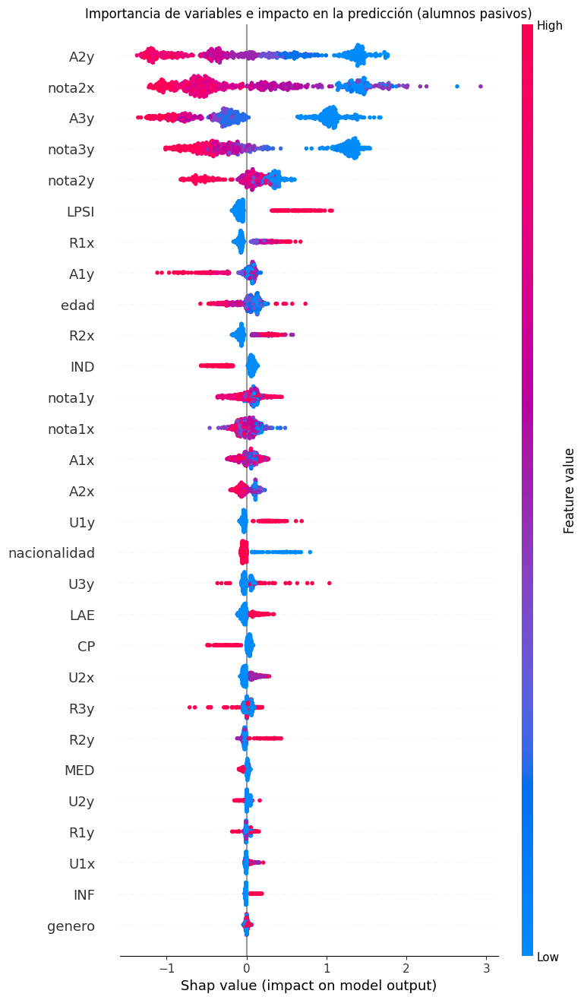 Importancia de variables e impacto en la predicción (alumnos pasivos)
High
A2y
nota2x
A3y
nota3y
nota2y
LPSI
R1x
A1y
edad
R2x
IND
nota1y
nota1x
A1x
A2x
U1y
nacionalidad
U3y
LAE
CP
U2x
R3y
R2y
MED
U2y
R1y
U1x
INF
genero
Feature value
Low
−1 0 1 2 3
Shap value (impact on model output)